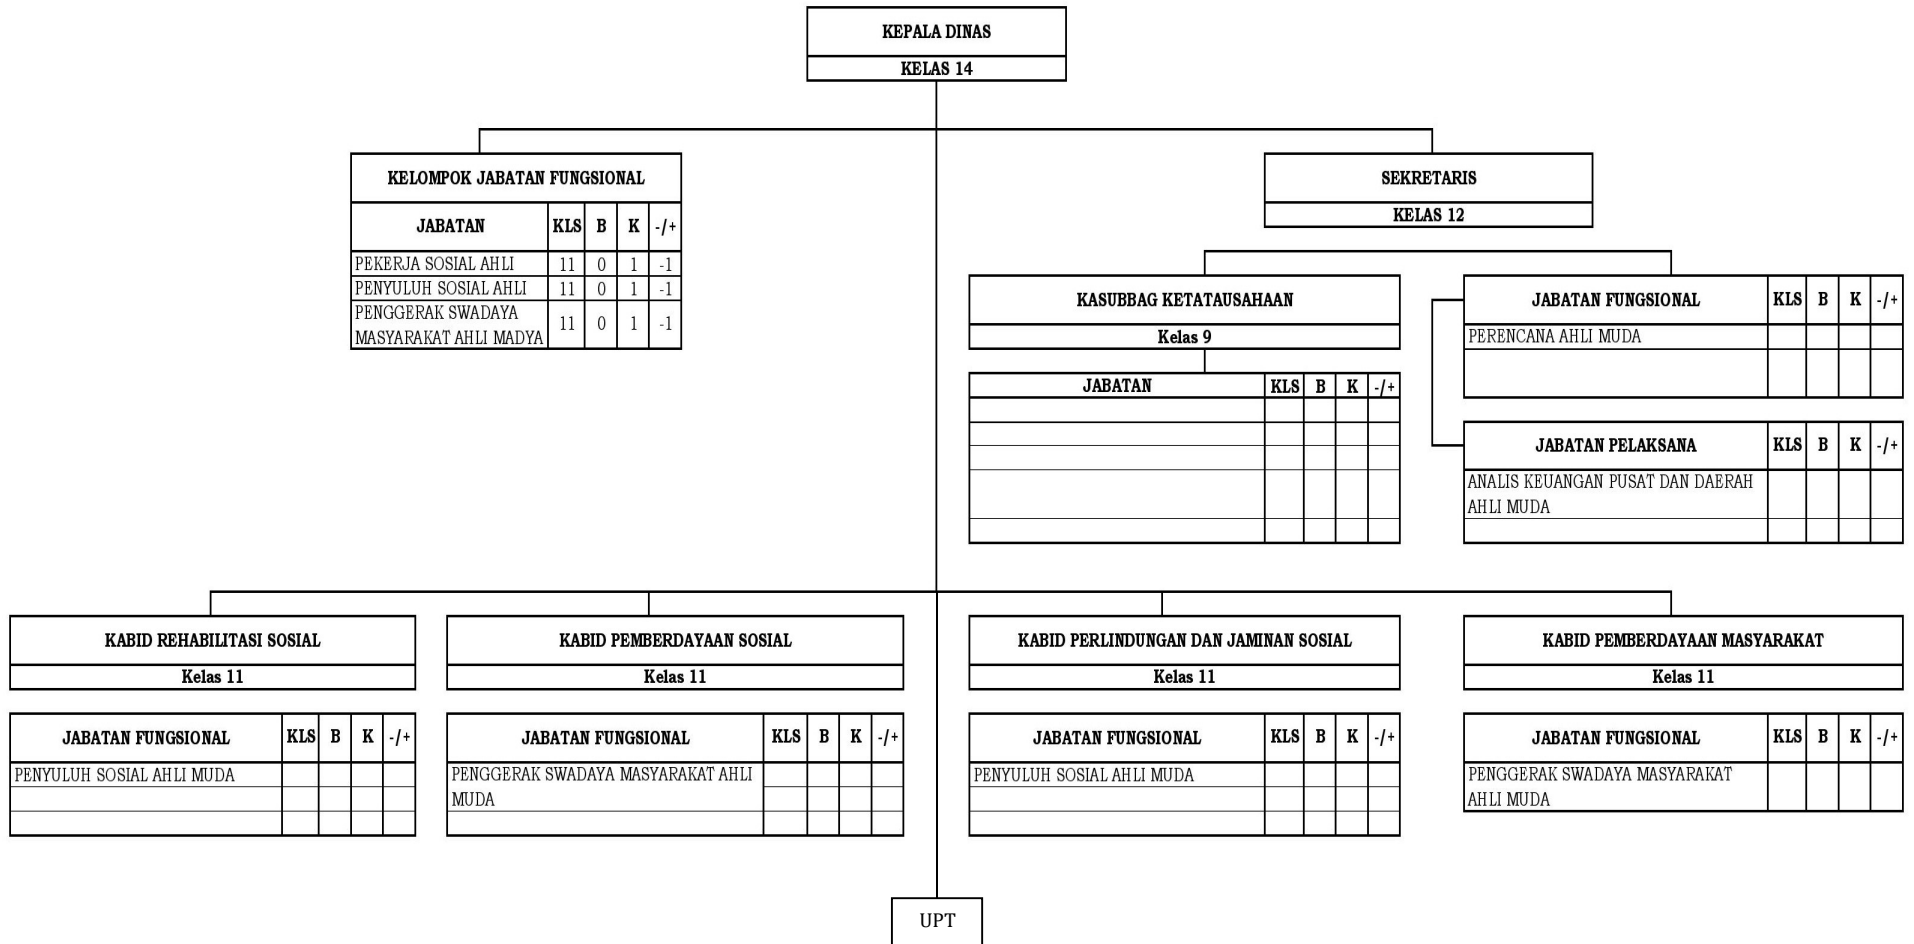 KEPALA DINAS
KELAS 14
KELOMPOK JABATAN FUNGSIONAL
JABATAN KLS B K -/+
PEKERJA SOSIAL AHLI 11 0 1 -1
PENYULUH SOSIAL AHLI 11 0 1 -1
PENGGERAK SWADAYA
MASYARAKAT AHLI MADYA 11 0 1 -1
SEKRETARIS
KELAS 12
KASUBBAG KETATAUSAHAAN
Kelas 9
JABATAN KLS B K -/+
JABATAN FUNGSIONAL KLS B K -/+
PERENCANA AHLI MUDA
JABATAN PELAKSANA KLS B K -/+
ANALIS KEUANGAN PUSAT DAN DAERAH
AHLI MUDA
KABID REHABILITASI SOSIAL
Kelas 11
JABATAN FUNGSIONAL KLS B K -/+
PENYULUH SOSIAL AHLI MUDA
KABID PEMBERDAYAAN SOSIAL
Kelas 11
JABATAN FUNGSIONAL KLS B K -/+
PENGGERAK SWADAYA MASYARAKAT AHLI
MUDA
KABID PERLINDUNGAN DAN JAMINAN SOSIAL
Kelas 11
JABATAN FUNGSIONAL KLS B K -/+
PENYULUH SOSIAL AHLI MUDA
KABID PEMBERDAYAAN MASYARAKAT
Kelas 11
JABATAN FUNGSIONAL KLS B K -/+
PENGGERAK SWADAYA MASYARAKAT
AHLI MUDA
UPT